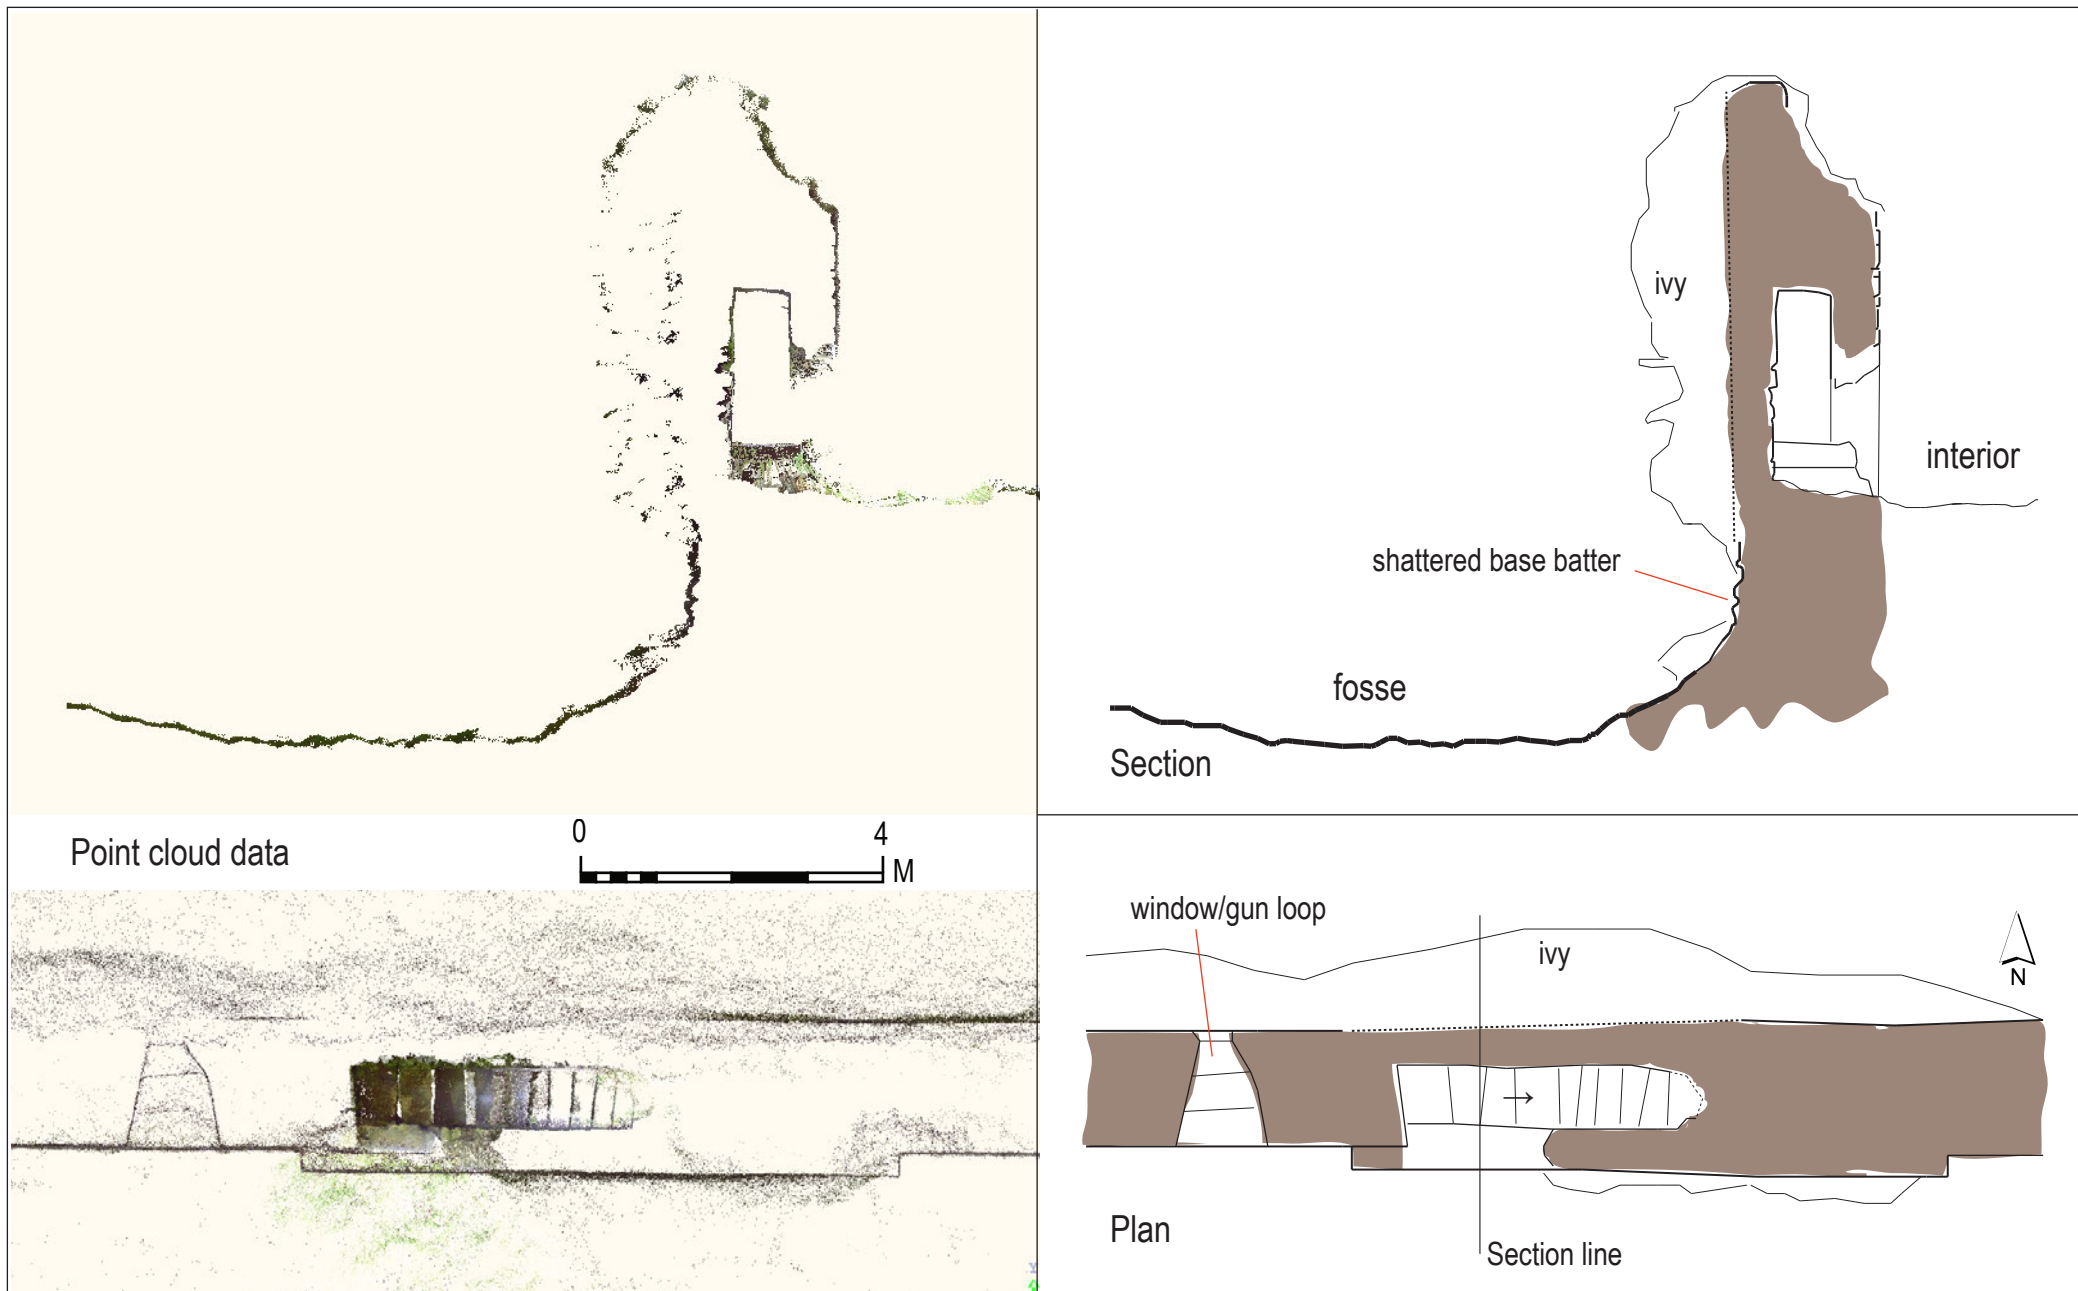 ivy
interior
shattered base batter
fosse
Section
Point cloud data
0 4
M
window/gun loop
ivy
N
Plan
Section line